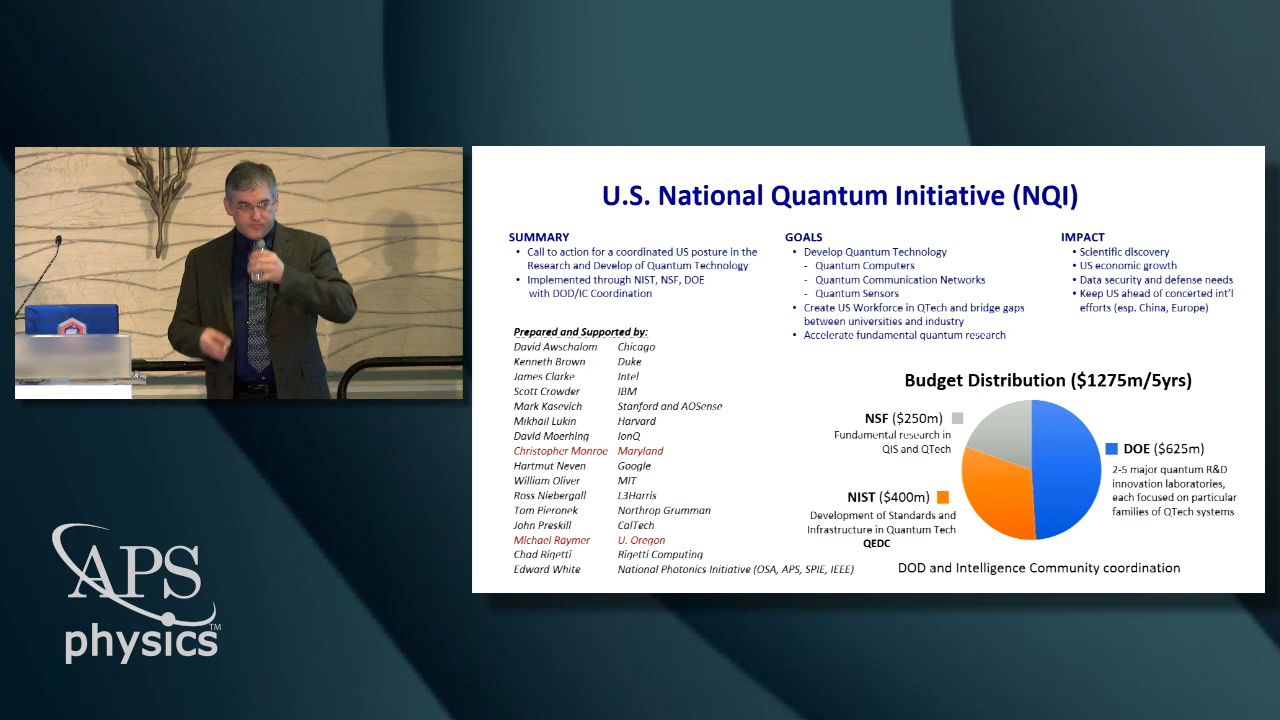 U.S. National Quantum Initiative (NQI)
SUMMARY
• Call to action for a coordinated US posture in the
Research and Develop of Quantum Technology
• Implemented through NIST, NSF, DOE
with DOD/IC Coordination
GOALS
• Develop Quantum Technology
- Quantum Computers
- Quantum Communication Networks
- Quantum Sensors
• Create US Workforce in QTech and bridge gaps
between universities and industry
• Accelerate fundamental quantum research
IMPACT
• Scientific discovery
• US economic growth
• Data security and defense needs
• Keep US ahead of concerted int'l
efforts (esp. China, Europe)
Prepared and Supported by:
David Awschalom Chicago
Kenneth Brown Duke
James Clarke Intel
Scott Crowder IBM
Mark Kasevich Stanford and AOSense
Mikhail Lukin Harvard
David Moerhing IonQ
Christopher Monroe Maryland
Hartmut Neven Google
William Oliver MIT
Ross Niebergall L3Harris
Tom Pieronek Northrop Grumman
John Preskill CalTech
Michael Raymer U. Oregon
Chad Rigetti Rigetti Computing
Edward White National Photonics Initiative (OSA, APS, SPIE, IEEE)
Budget Distribution ($1275m/5yrs)
NSF ($250m)
Fundamental research in
QIS and QTech
NIST ($400m)
Development of Standards and
Infrastructure in Quantum Tech
QEDC
DOE ($625m)
2-5 major quantum R&D
innovation laboratories,
each focused on particular
families of QTech systems
DOD and Intelligence Community coordination
APS
physics™